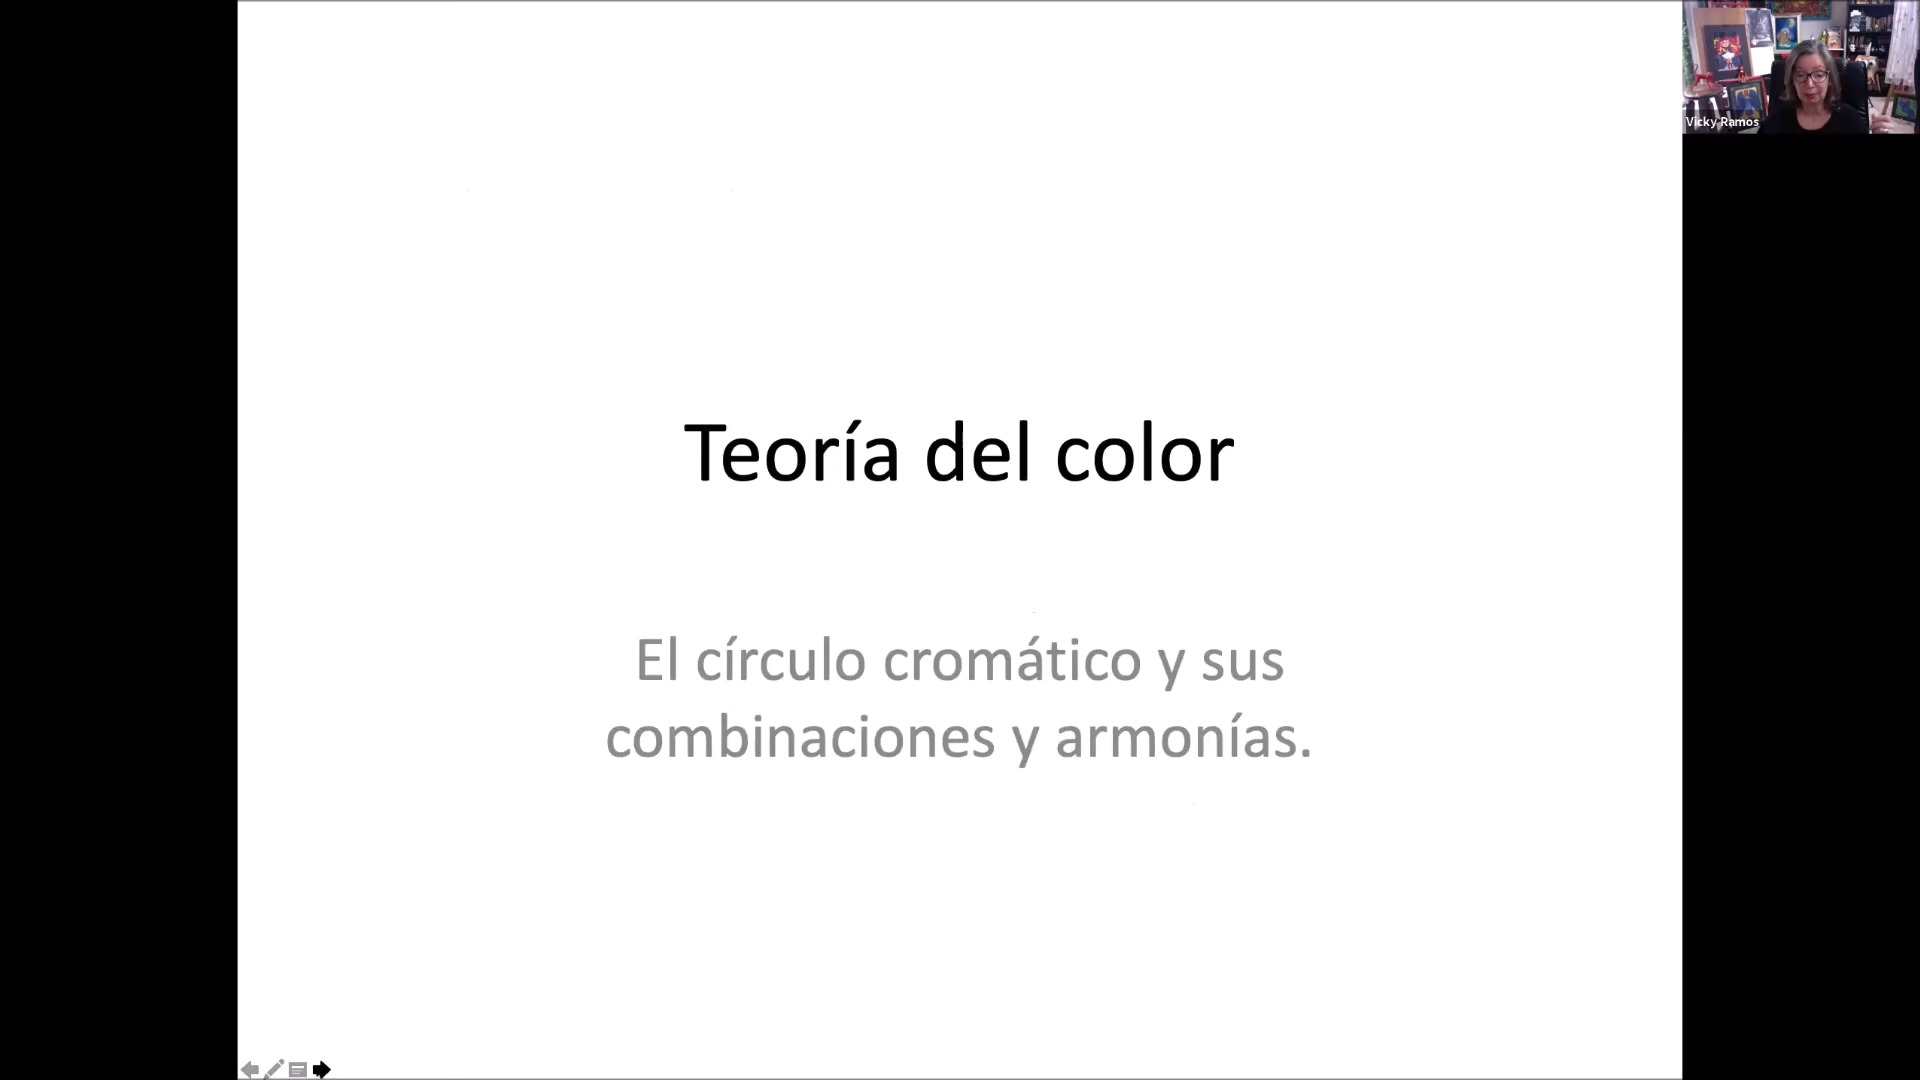 Vicky Ramos
Teoría del color
El círculo cromático y sus
combinaciones y armonías.